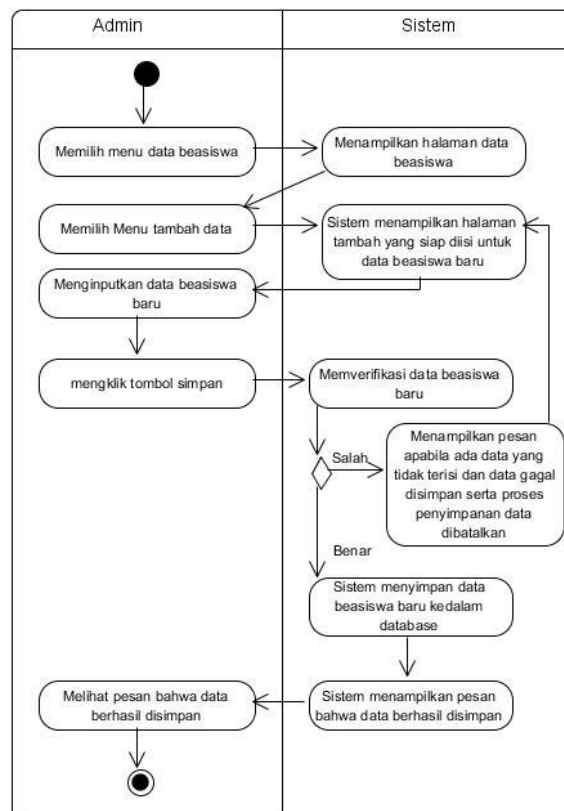 Admin
Sistem
Memilih menu data beasiswa
Menampilkan halaman data
beasiswa
Memilih Menu tambah data
Sistem menampilkan halaman
tambah yang siap diisi untuk
data beasiswa baru
Menginputkan data beasiswa
baru
mengklik tombol simpan
Memverifikasi data beasiswa
baru
Salah
Menampilkan pesan
apabila ada data yang
tidak terisi dan data gagal
disimpan serta proses
penyimpanan data
dibatalkan
Benar
Sistem menyimpan data
beasiswa baru kedalam
database
Sistem menampilkan pesan
bahwa data berhasil disimpan
Melihat pesan bahwa data
berhasil disimpan